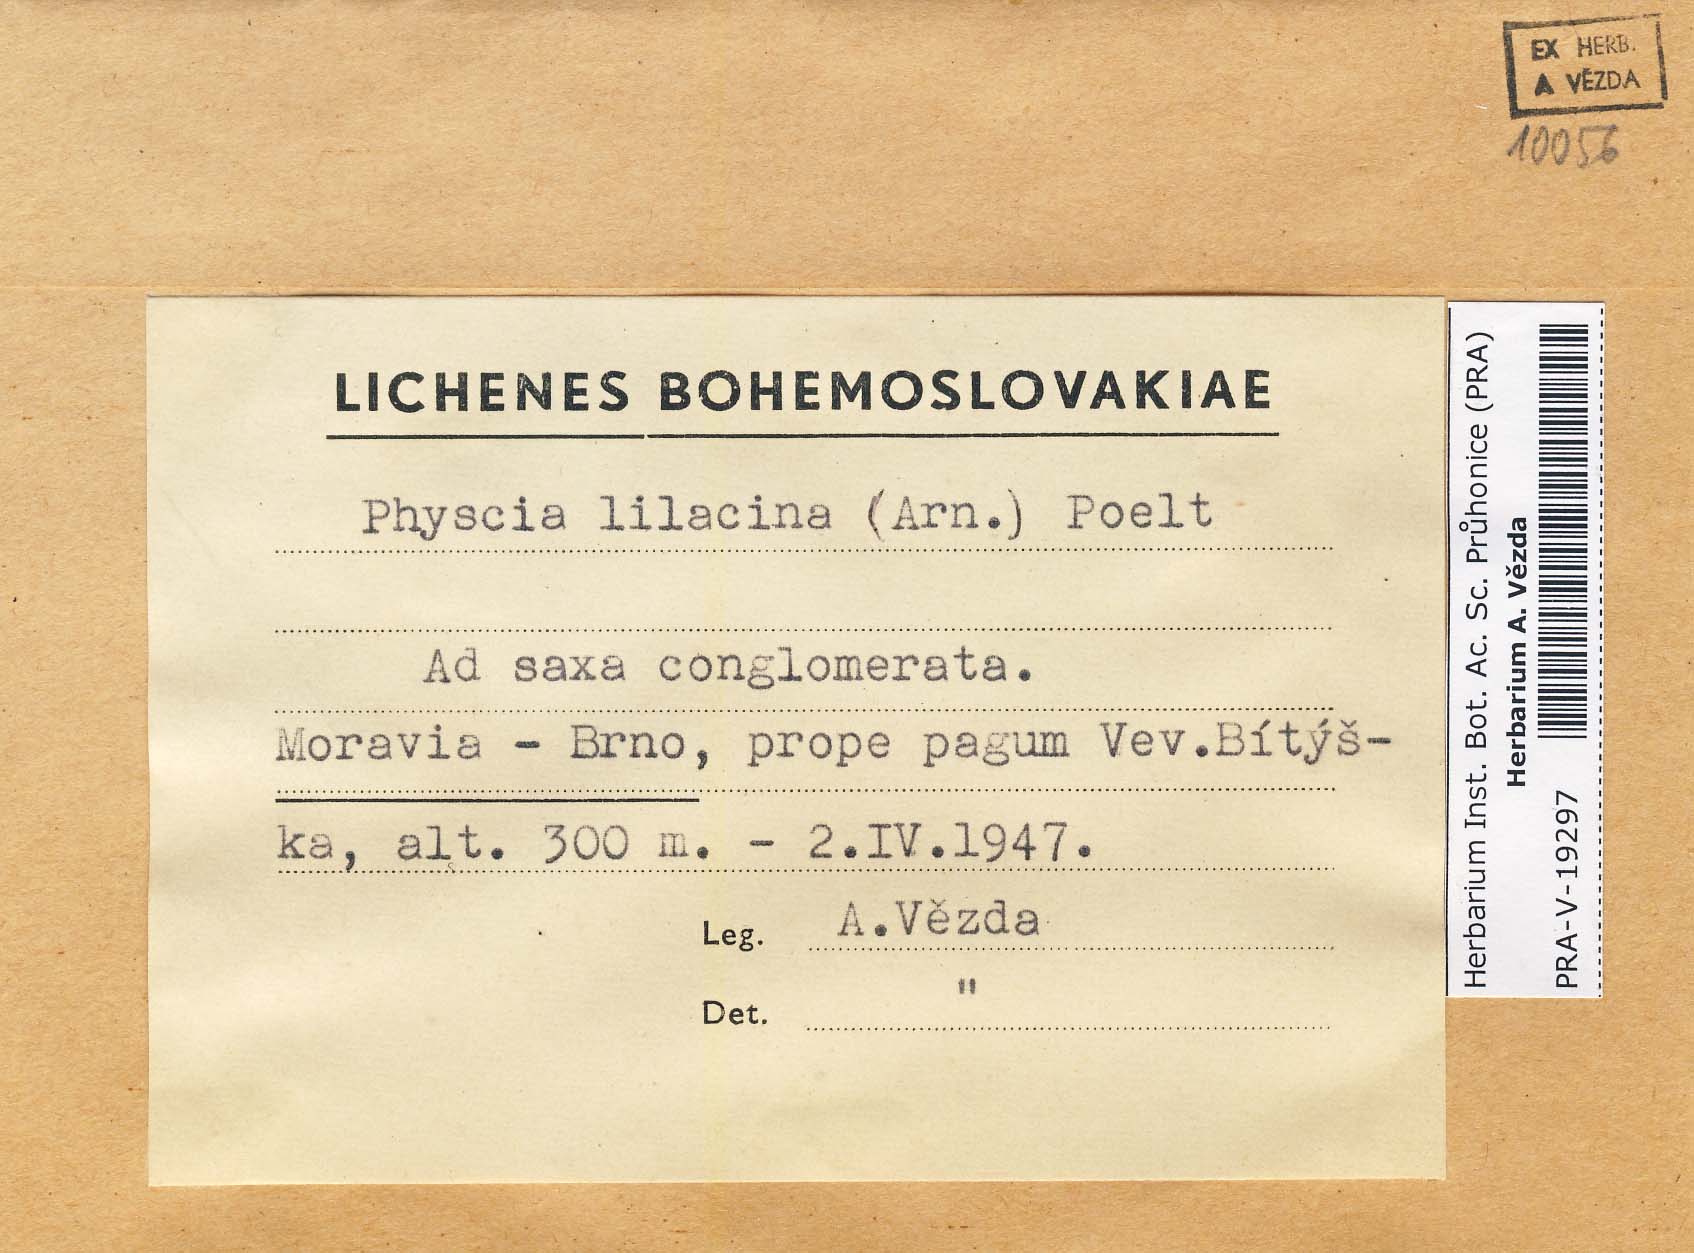 EX HERB.
A VĚZDA
10056
LICHENES BOHEMOSLOVAKIAE
Physcia lilacina (Arn.) Poelt
Ad saxa conglomerata.
Moravia - Brno, prope pagum Vev.Bítýš-
ka, alt. 300 m. - 2.IV.1947.
Leg. A.Vězda
Det. "
Herbarium Inst. Bot. Ac. Sc. Průhonice (PRA)
Herbarium A. Vězda
PRA-V-19297